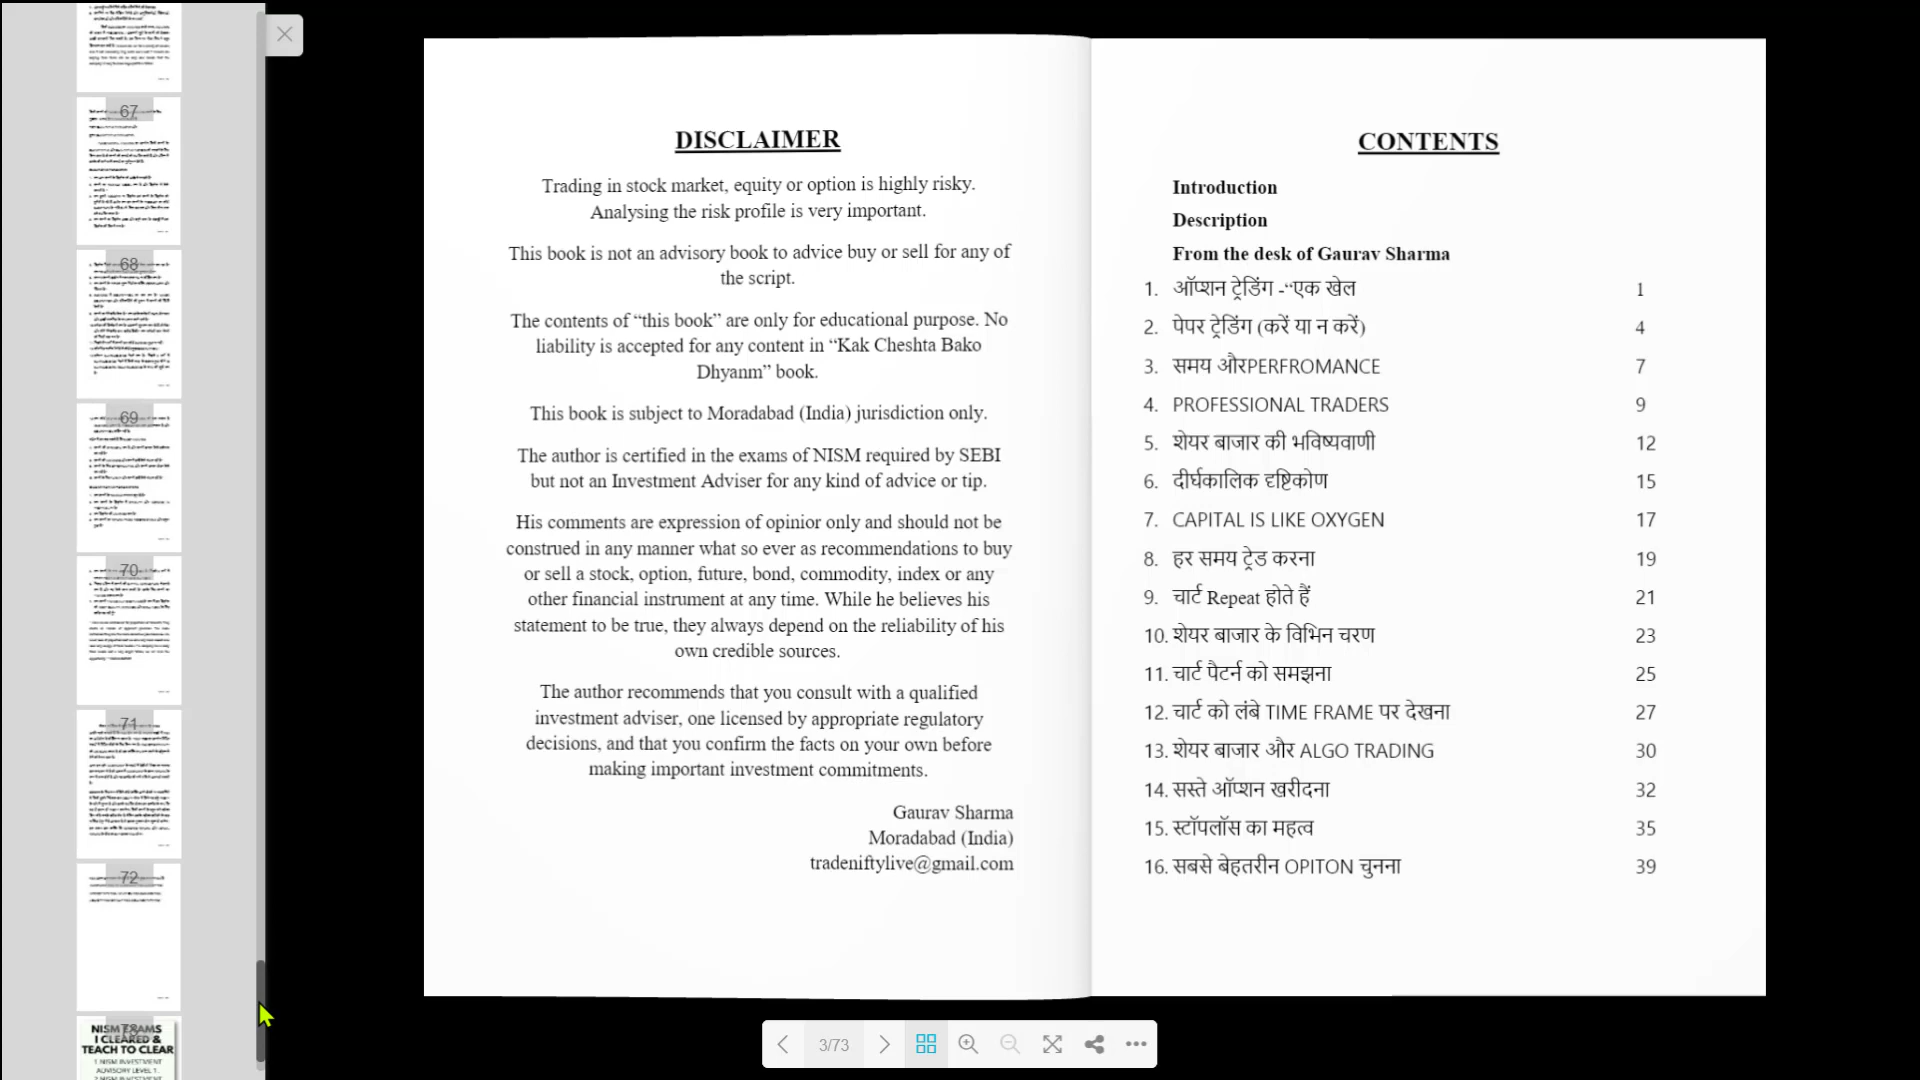 67
68
69
70
71
72
73
NISM EXAMS
I CLEARED &
TEACH TO CLEAR
1. NISM INVESTMENT
ADVISORY LEVEL 1.
2. NISM INVESTMENT
DISCLAIMER
Trading in stock market, equity or option is highly risky.
Analysing the risk profile is very important.
This book is not an advisory book to advice buy or sell for any of
the script.
The contents of “this book” are only for educational purpose. No
liability is accepted for any content in “Kak Cheshta Bako
Dhyanm” book.
This book is subject to Moradabad (India) jurisdiction only.
The author is certified in the exams of NISM required by SEBI
but not an Investment Adviser for any kind of advice or tip.
His comments are expression of opinior only and should not be
construed in any manner what so ever as recommendations to buy
or sell a stock, option, future, bond, commodity, index or any
other financial instrument at any time. While he believes his
statement to be true, they always depend on the reliability of his
own credible sources.
The author recommends that you consult with a qualified
investment adviser, one licensed by appropriate regulatory
decisions, and that you confirm the facts on your own before
making important investment commitments.
Gaurav Sharma
Moradabad (India)
tradeniftylive@gmail.com
CONTENTS
Introduction
Description
From the desk of Gaurav Sharma
1. ऑप्शन ट्रेडिंग -“एक खेल 1
2. पेपर ट्रेडिंग (करें या न करें) 4
3. समय औरPERFROMANCE 7
4. PROFESSIONAL TRADERS 9
5. शेयर बाजार की भविष्यवाणी 12
6. दीर्घकालिक दृष्टिकोण 15
7. CAPITAL IS LIKE OXYGEN 17
8. हर समय ट्रेड करना 19
9. चार्ट Repeat होते हैं 21
10. शेयर बाजार के विभिन चरण 23
11. चार्ट पैटर्न को समझना 25
12. चार्ट को लंबे TIME FRAME पर देखना 27
13. शेयर बाजार और ALGO TRADING 30
14. सस्ते ऑप्शन खरीदना 32
15. स्टॉपलॉस का महत्व 35
16. सबसे बेहतरीन OPITON चुनना 39
3/73